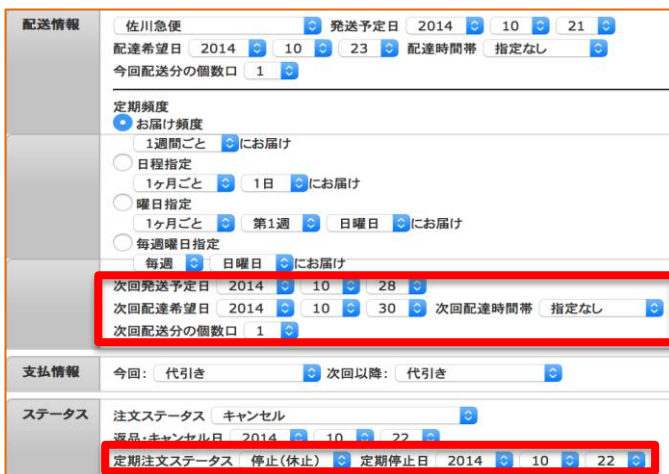 配送情報
佐川急便 発送予定日 2014 10 21
配達希望日 2014 10 23 配達時間帯 指定なし
今回配送分の個数口 1
定期頻度
お届け頻度
1週間ごと にお届け
日程指定
1ヶ月ごと 1日 にお届け
曜日指定
1ヶ月ごと 第1週 日曜日 にお届け
毎週曜日指定
毎週 日曜日 にお届け
次回発送予定日 2014 10 28
次回配達希望日 2014 10 30 次回配達時間帯 指定なし
次回配送分の個数口 1
支払情報 今回: 代引き 次回以降: 代引き
ステータス 注文ステータス キャンセル
返品・キャンセル日 2014 10 22
定期注文ステータス 停止(休止) 定期停止日 2014 10 22